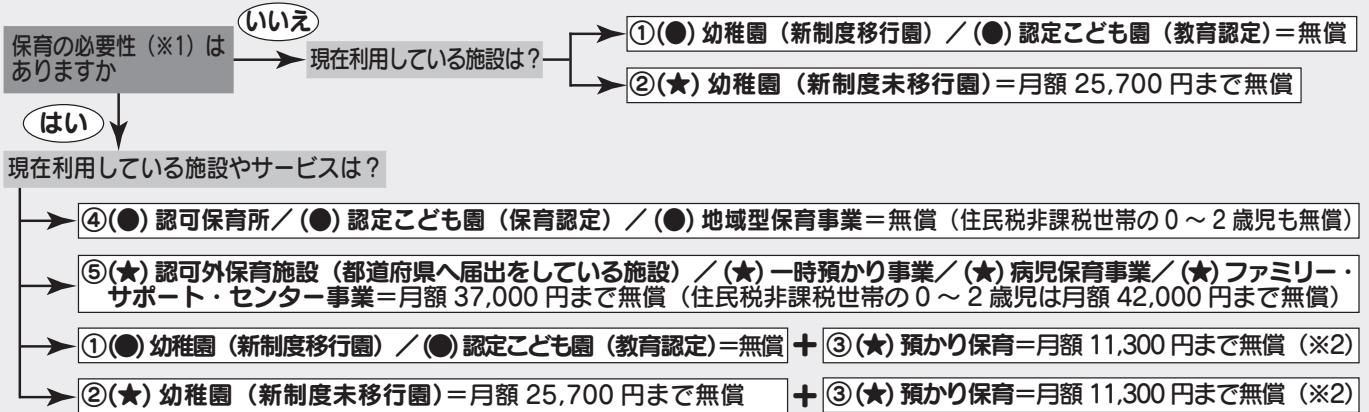 保育の必要性（※1）は
ありますか
いいえ
現在利用している施設は？
①(●) 幼稚園（新制度移行園）／(●) 認定こども園（教育認定）＝無償
②(★) 幼稚園（新制度未移行園）＝月額 25,700 円まで無償
はい
現在利用している施設やサービスは？
④(●) 認可保育所／(●) 認定こども園（保育認定）／(●) 地域型保育事業＝無償（住民税非課税世帯の０～２歳児も無償）
⑤(★) 認可外保育施設（都道府県へ届出をしている施設）／(★) 一時預かり事業／(★) 病児保育事業／(★) ファミリー・
サポート・センター事業＝月額 37,000 円まで無償（住民税非課税世帯の０～２歳児は月額 42,000 円まで無償）
①(●) 幼稚園（新制度移行園）／(●) 認定こども園（教育認定）＝無償 ＋ ③(★) 預かり保育＝月額 11,300 円まで無償（※2）
②(★) 幼稚園（新制度未移行園）＝月額 25,700 円まで無償 ＋ ③(★) 預かり保育＝月額 11,300 円まで無償（※2）